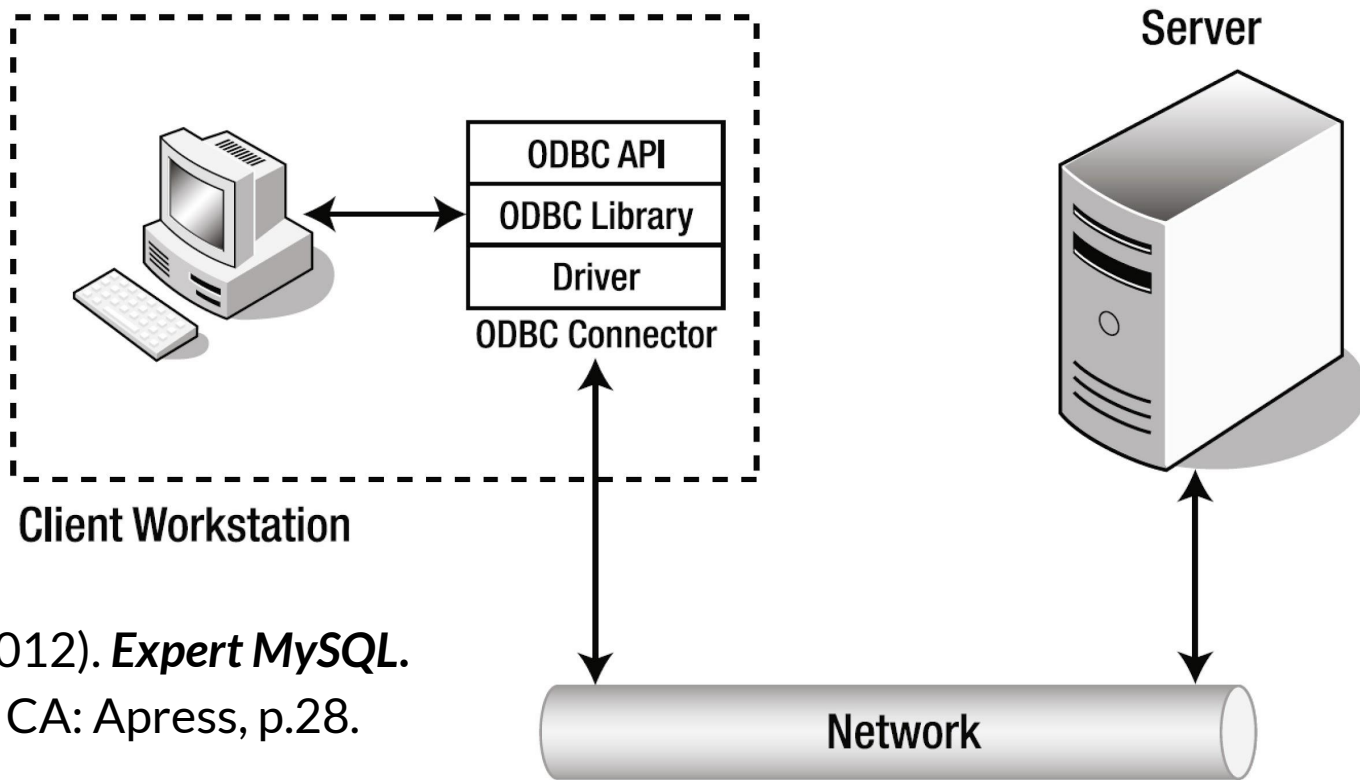 Server
ODBC API
ODBC Library
Driver
ODBC Connector
Client Workstation
012). Expert MySQL.
CA: Apress, p.28.
Network